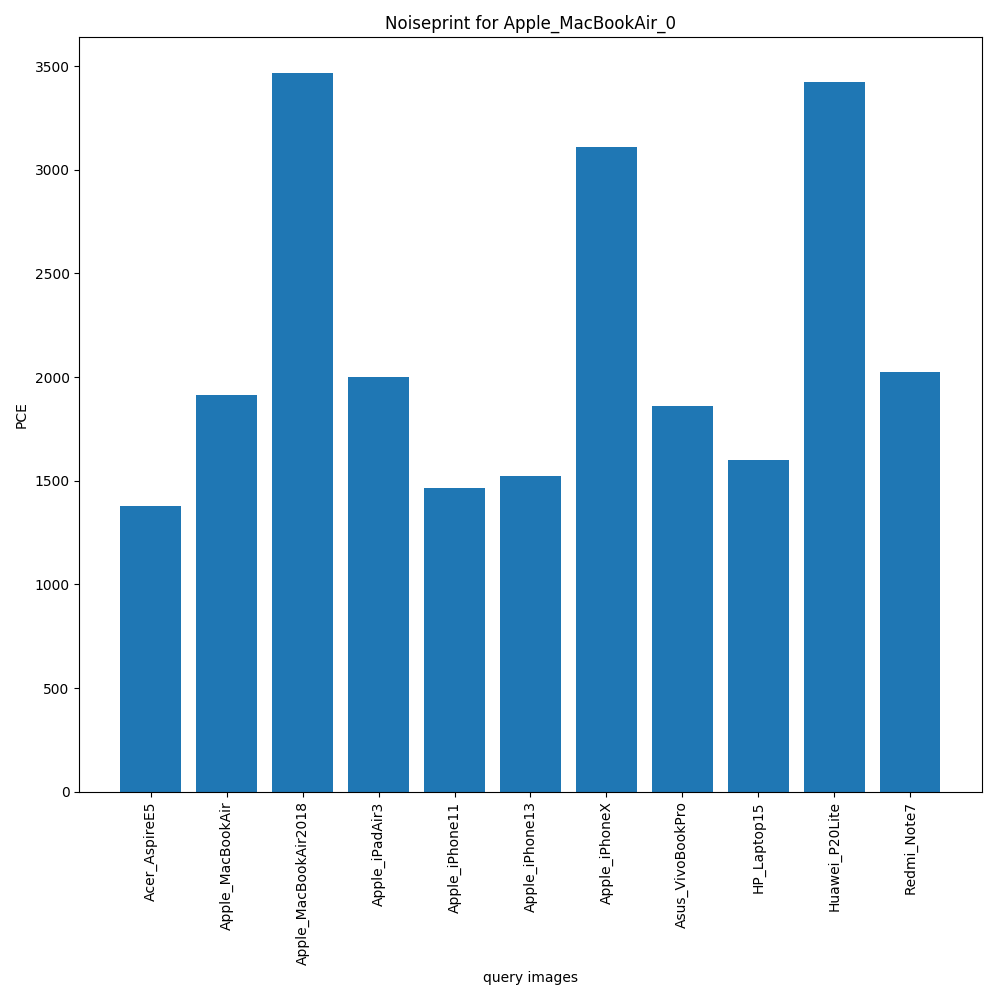 Noiseprint for Apple_MacBookAir_0
PCE
3500
3000
2500
2000
1500
1000
500
0
Acer_AspireE5
Apple_MacBookAir
Apple_MacBookAir2018
Apple_iPadAir3
Apple_iPhone11
Apple_iPhone13
Apple_iPhoneX
Asus_VivoBookPro
HP_Laptop15
Huawei_P20Lite
Redmi_Note7
query images